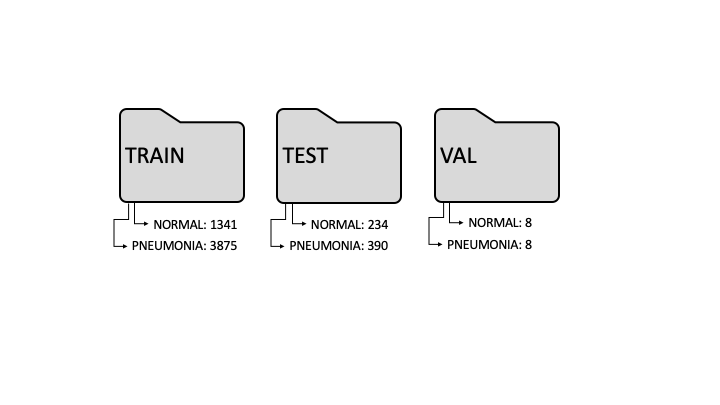 TRAIN
NORMAL: 1341
PNEUMONIA: 3875
TEST
NORMAL: 234
PNEUMONIA: 390
VAL
NORMAL: 8
PNEUMONIA: 8